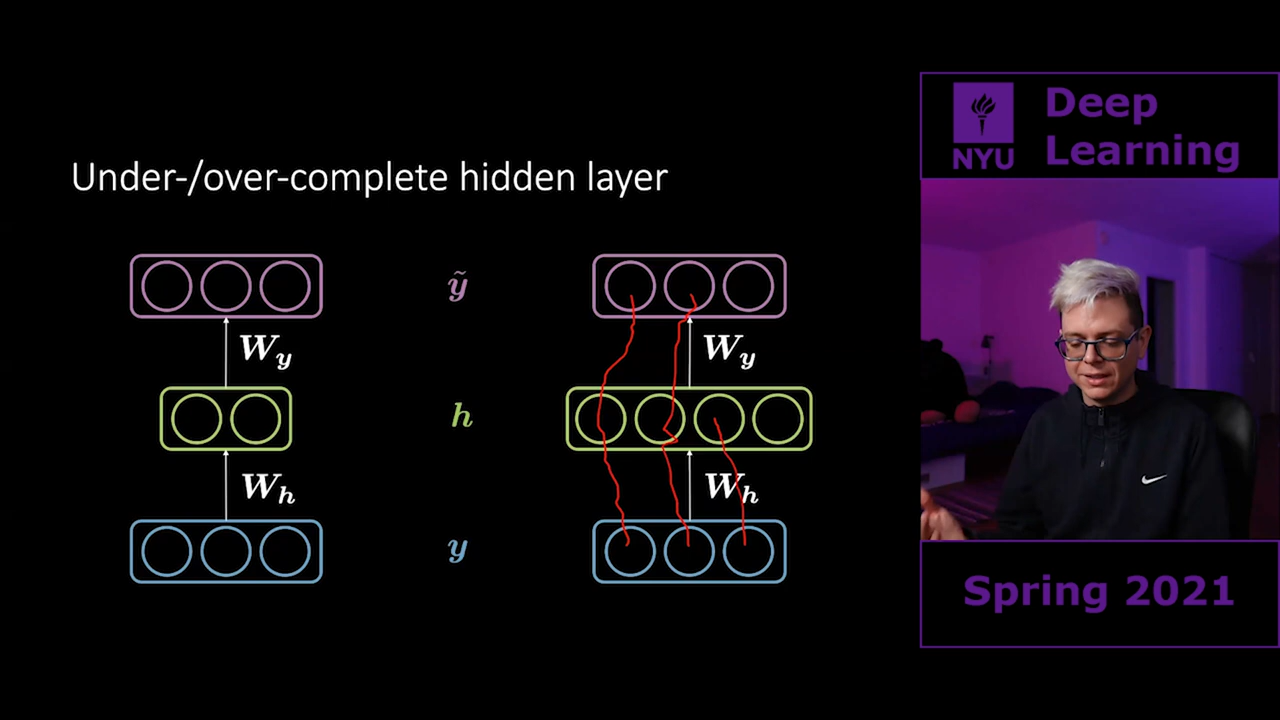 Under-/over-complete hidden layer
ỹ
W_y
W_y
h
W_h
W_h
y
NYU
Deep
Learning
Spring 2021